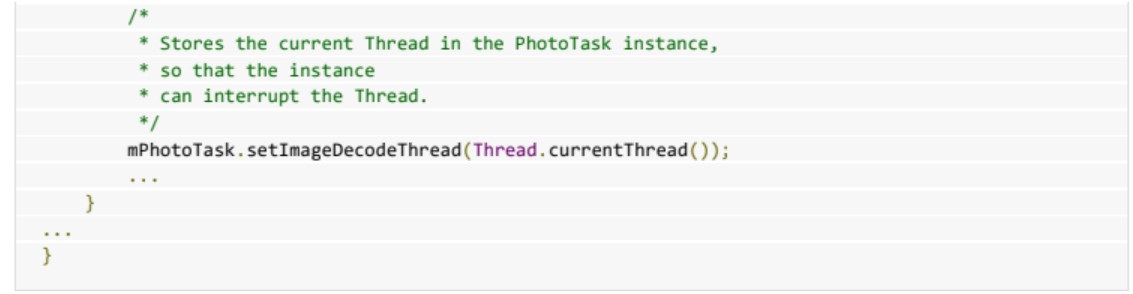 /*
 * Stores the current Thread in the PhotoTask instance,
 * so that the instance
 * can interrupt the Thread.
 */
mPhotoTask.setImageDecodeThread(Thread.currentThread());
...
}
...
}